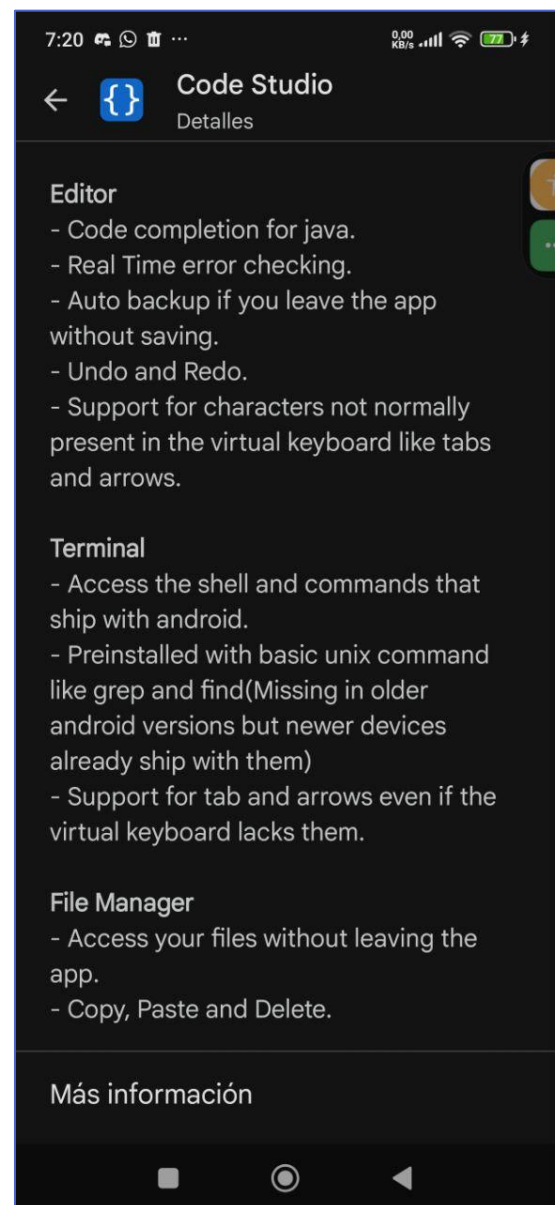 7:20 ...
0,00
KB/s
77
{}
Code Studio
Detalles
Editor
- Code completion for java.
- Real Time error checking.
- Auto backup if you leave the app
without saving.
- Undo and Redo.
- Support for characters not normally
present in the virtual keyboard like tabs
and arrows.
Terminal
- Access the shell and commands that
ship with android.
- Preinstalled with basic unix command
like grep and find(Missing in older
android versions but newer devices
already ship with them)
- Support for tab and arrows even if the
virtual keyboard lacks them.
File Manager
- Access your files without leaving the
app.
- Copy, Paste and Delete.
Más información